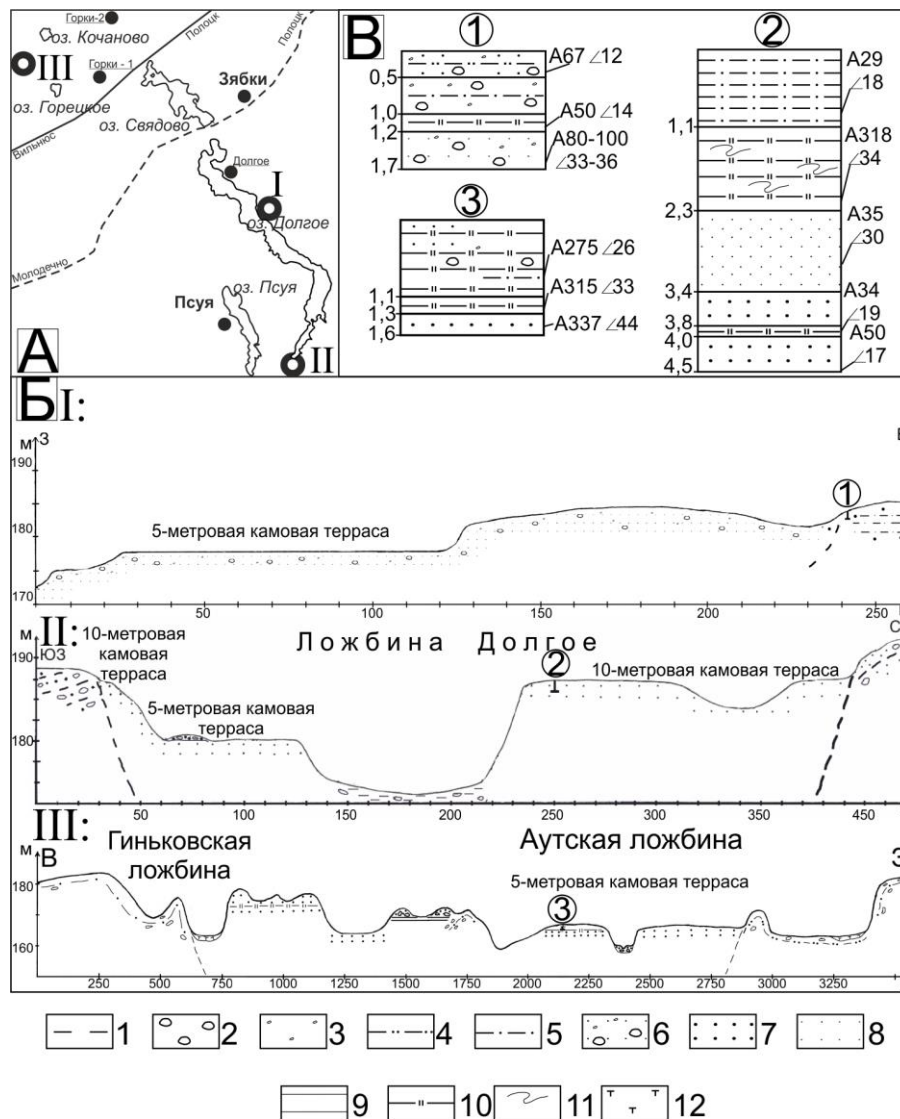 А
Горки-2
оз. Кочаново
Полоцк
Полоцк
III
Горки - 1
Зябки
оз. Горецкое
оз. Свядово
Вильнюс
Долгое
I
оз. Долгое
Молодечно
оз. Псуя
Псуя
II
В
1
А67 ∠12
0,5
1,0
А50 ∠14
1,2
А80-100
∠33-36
1,7
2
А29
∠18
1,1
А318
∠34
2,3
А35
∠30
3,4
А34
∠19
3,8
А50
4,0
∠17
4,5
3
А275 ∠26
1,1
А315 ∠33
1,3
А337 ∠44
1,6
Б
I:
м З
190
180
170
5-метровая камовая терраса
1
50 100 150 200
II:
м
ЮЗ
190
180
10-метровая
камовая
терраса
Ложбина Долгое
5-метровая камовая
терраса
2
10-метровая камовая терраса
50 100 150 200 250 300 350 400 450
III:
м В
180
160
Гиньковская
ложбина
Аутская ложбина
5-метровая камовая терраса
3
З
250 500 750 1000 1250 1500 1750 2000 2250 2500 2750 3000 3250
1 2 3 4 5 6 7 8
9 10 11 12